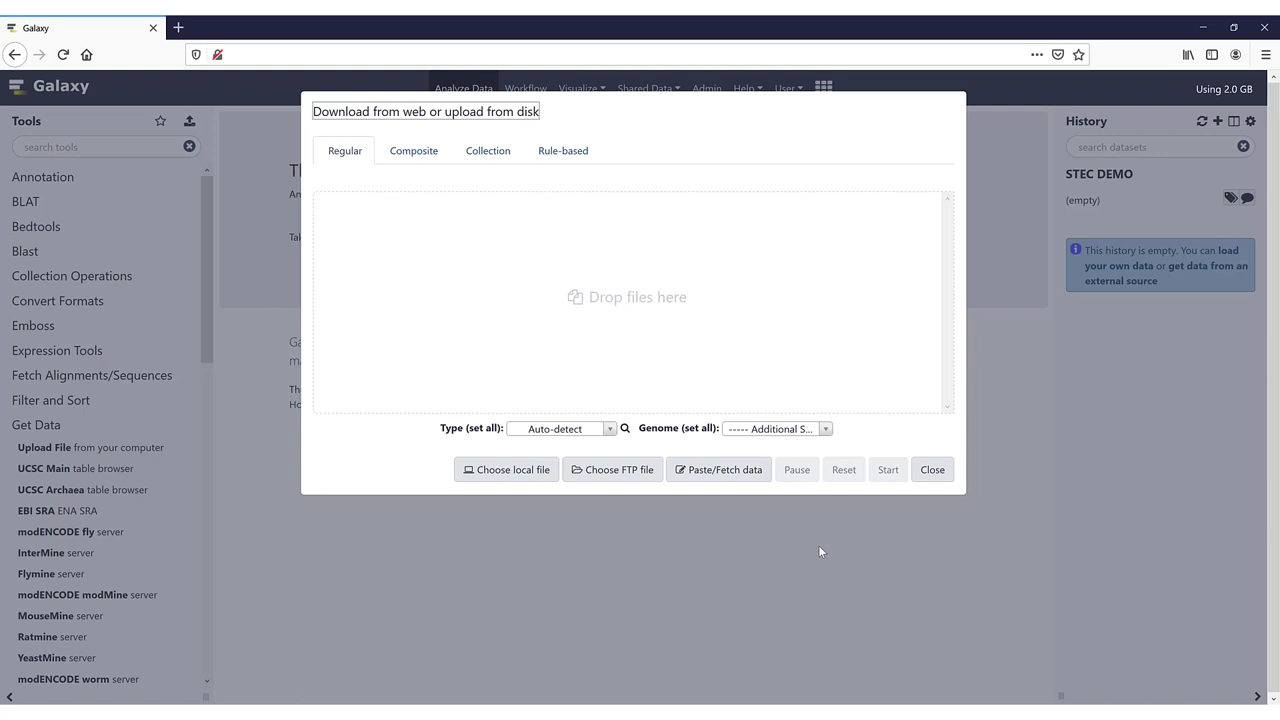 Galaxy
Galaxy
Analyze Data Workflow Visualize Shared Data Admin Help User
Using 2.0 GB
Tools
search tools
Annotation
BLAT
Bedtools
Blast
Collection Operations
Convert Formats
Emboss
Expression Tools
Fetch Alignments/Sequences
Filter and Sort
Get Data
Upload File from your computer
UCSC Main table browser
UCSC Archaea table browser
EBI SRA ENA SRA
modENCODE fly server
InterMine server
Flymine server
modENCODE modMine server
MouseMine server
Ratmine server
YeastMine server
modENCODE worm server
Download from web or upload from disk
Regular Composite Collection Rule-based
Drop files here
Type (set all): Auto-detect Genome (set all): ----- Additional S...
Choose local file Choose FTP file Paste/Fetch data Pause Reset Start Close
History
search datasets
STEC DEMO
(empty)
This history is empty. You can load
your own data or get data from an
external source